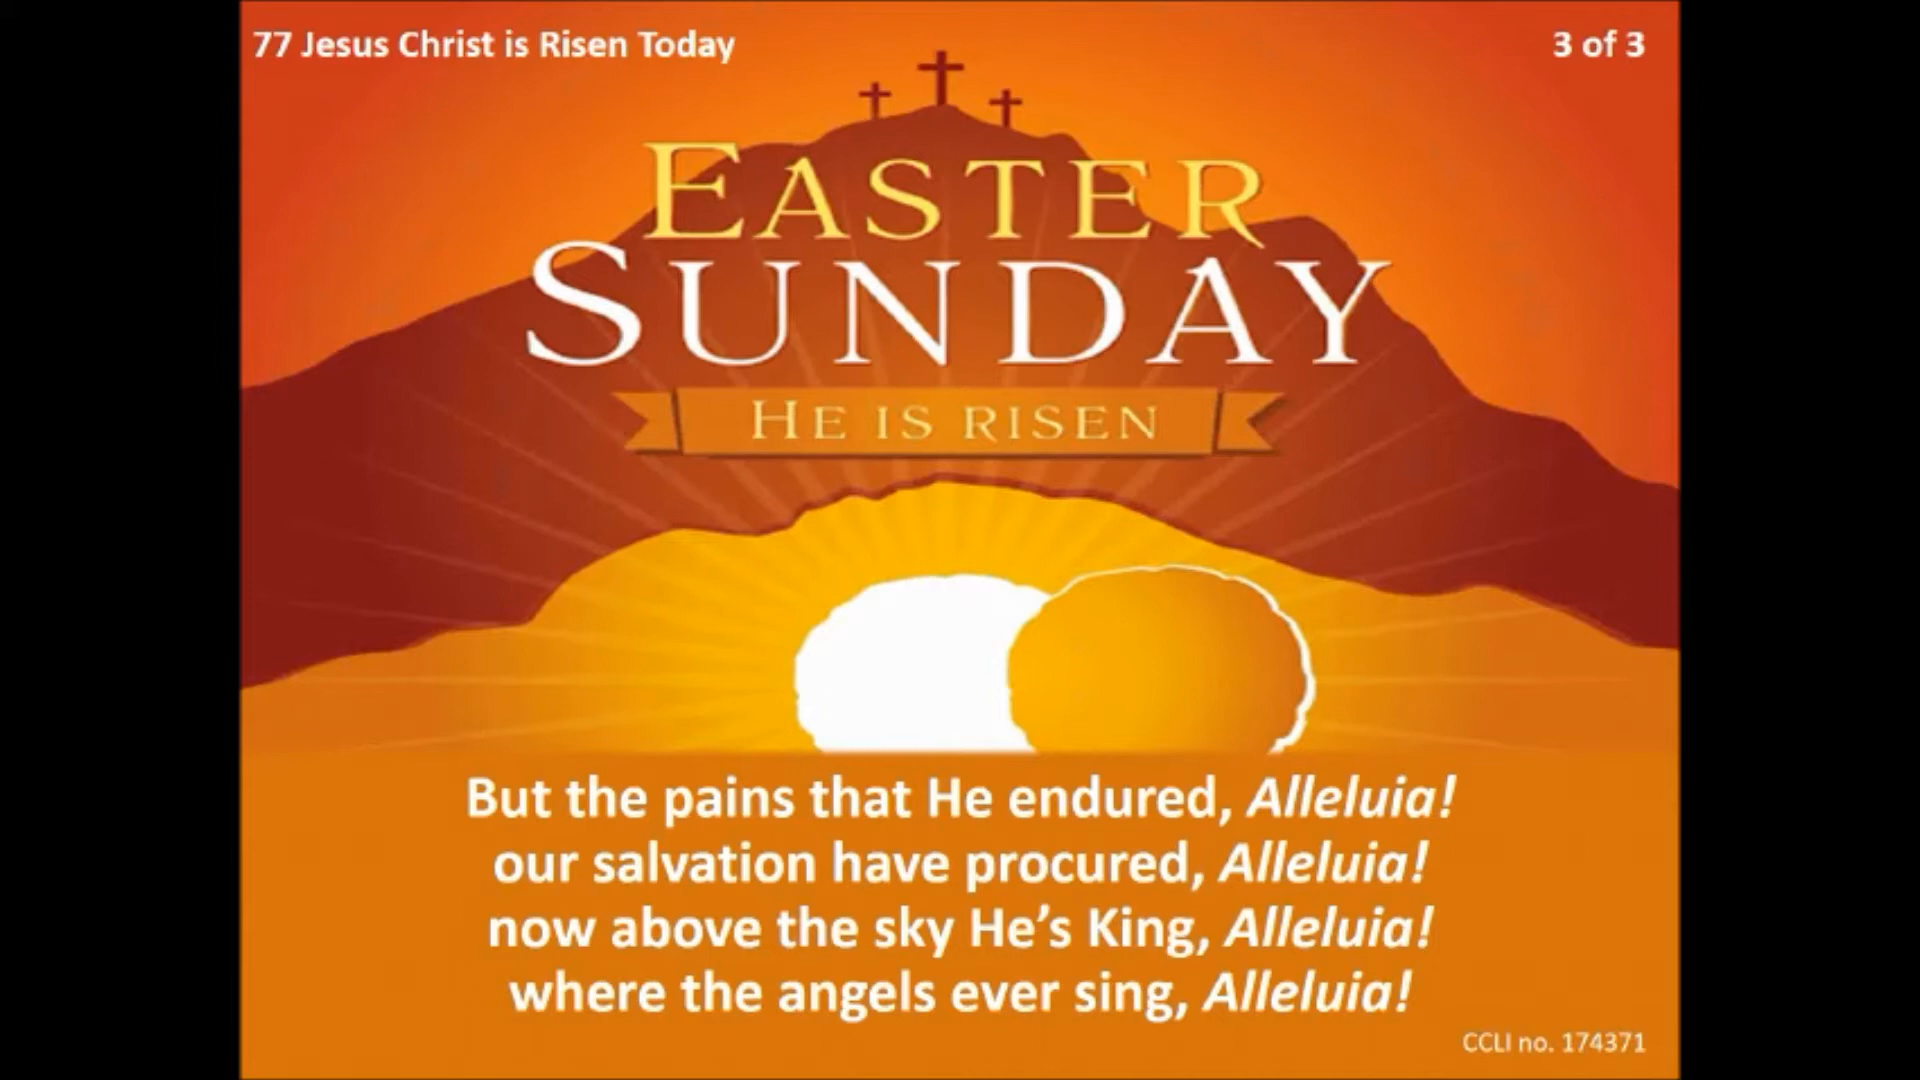 77 Jesus Christ is Risen Today
3 of 3
EASTER
SUNDAY
HE IS RISEN
But the pains that He endured, Alleluia!
our salvation have procured, Alleluia!
now above the sky He’s King, Alleluia!
where the angels ever sing, Alleluia!
CCLI no. 174371